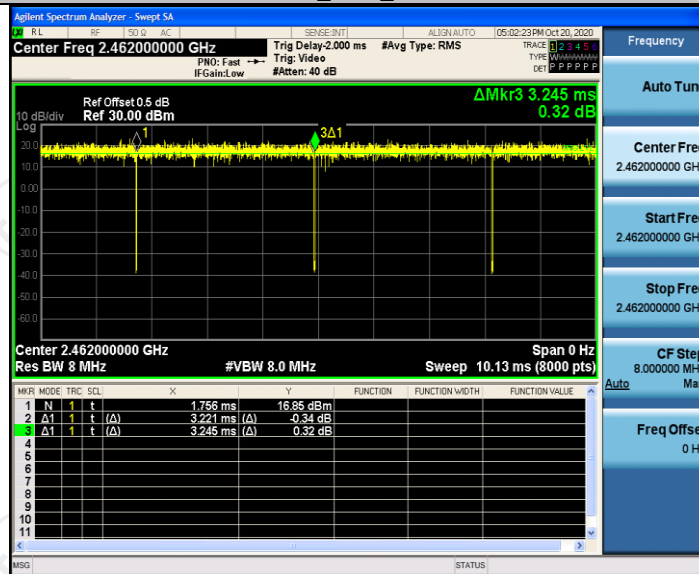 Agilent Spectrum Analyzer - Swept SA
RL RF 50 Ω AC SENSE:INT ALIGN AUTO 05:02:23 PM Oct 20, 2020
Center Freq 2.462000000 GHz
PNO: Fast
IFGain:Low
Trig Delay-2.000 ms
Trig: Video
#Atten: 40 dB
#Avg Type: RMS
TRACE 1 2 3 4 5 6
TYPE W
DET P P P P P P
Frequency
Auto Tun
Center Fre
2.462000000 GH
Start Fre
2.462000000 GH
Stop Fre
2.462000000 GH
CF Ste
8.000000 MH
Auto Ma
Freq Offse
0 H
Ref Offset 0.5 dB
10 dB/div Ref 30.00 dBm
ΔMkr3 3.245 ms
0.32 dB
Log
1
3Δ1
20.0
10.0
0.00
-10.0
-20.0
-30.0
-40.0
-50.0
-60.0
Center 2.462000000 GHz Span 0 Hz
Res BW 8 MHz #VBW 8.0 MHz Sweep 10.13 ms (8000 pts)
MKR MODE TRC SCL X Y FUNCTION FUNCTION WIDTH FUNCTION VALUE
1 N 1 t 1.756 ms 16.85 dBm
2 Δ1 1 t (Δ) 3.221 ms (Δ) -0.34 dB
3 Δ1 1 t (Δ) 3.245 ms (Δ) 0.32 dB
4
5
6
7
8
9
10
11
MSG STATUS